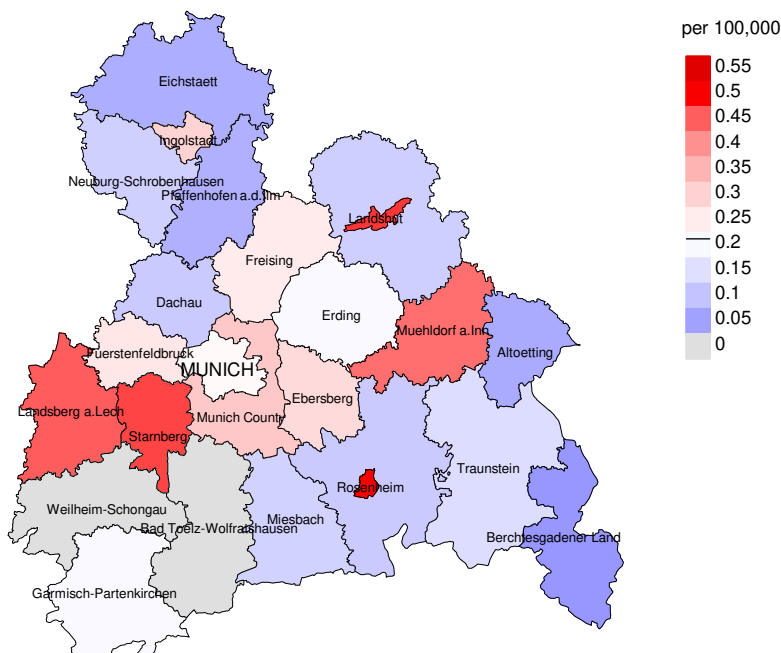 per 100,000
0.55
0.5
0.45
0.4
0.35
0.3
0.25
0.2
0.15
0.1
0.05
0
Eichstaett
Ingolstadt
Neuburg-Schrobenhausen
Pfaffenhofen a.d.Ilm
Landshut
Freising
Dachau
Erding
Muehldorf a.Inn
Altoetting
Fuerstenfeldbruck
MUNICH
Ebersberg
Landsberg a.Lech
Munich County
Starnberg
Traunstein
Rosenheim
Weilheim-Schongau
Miesbach
Bad Toelz-Wolfratshausen
Berchtesgadener Land
Garmisch-Partenkirchen